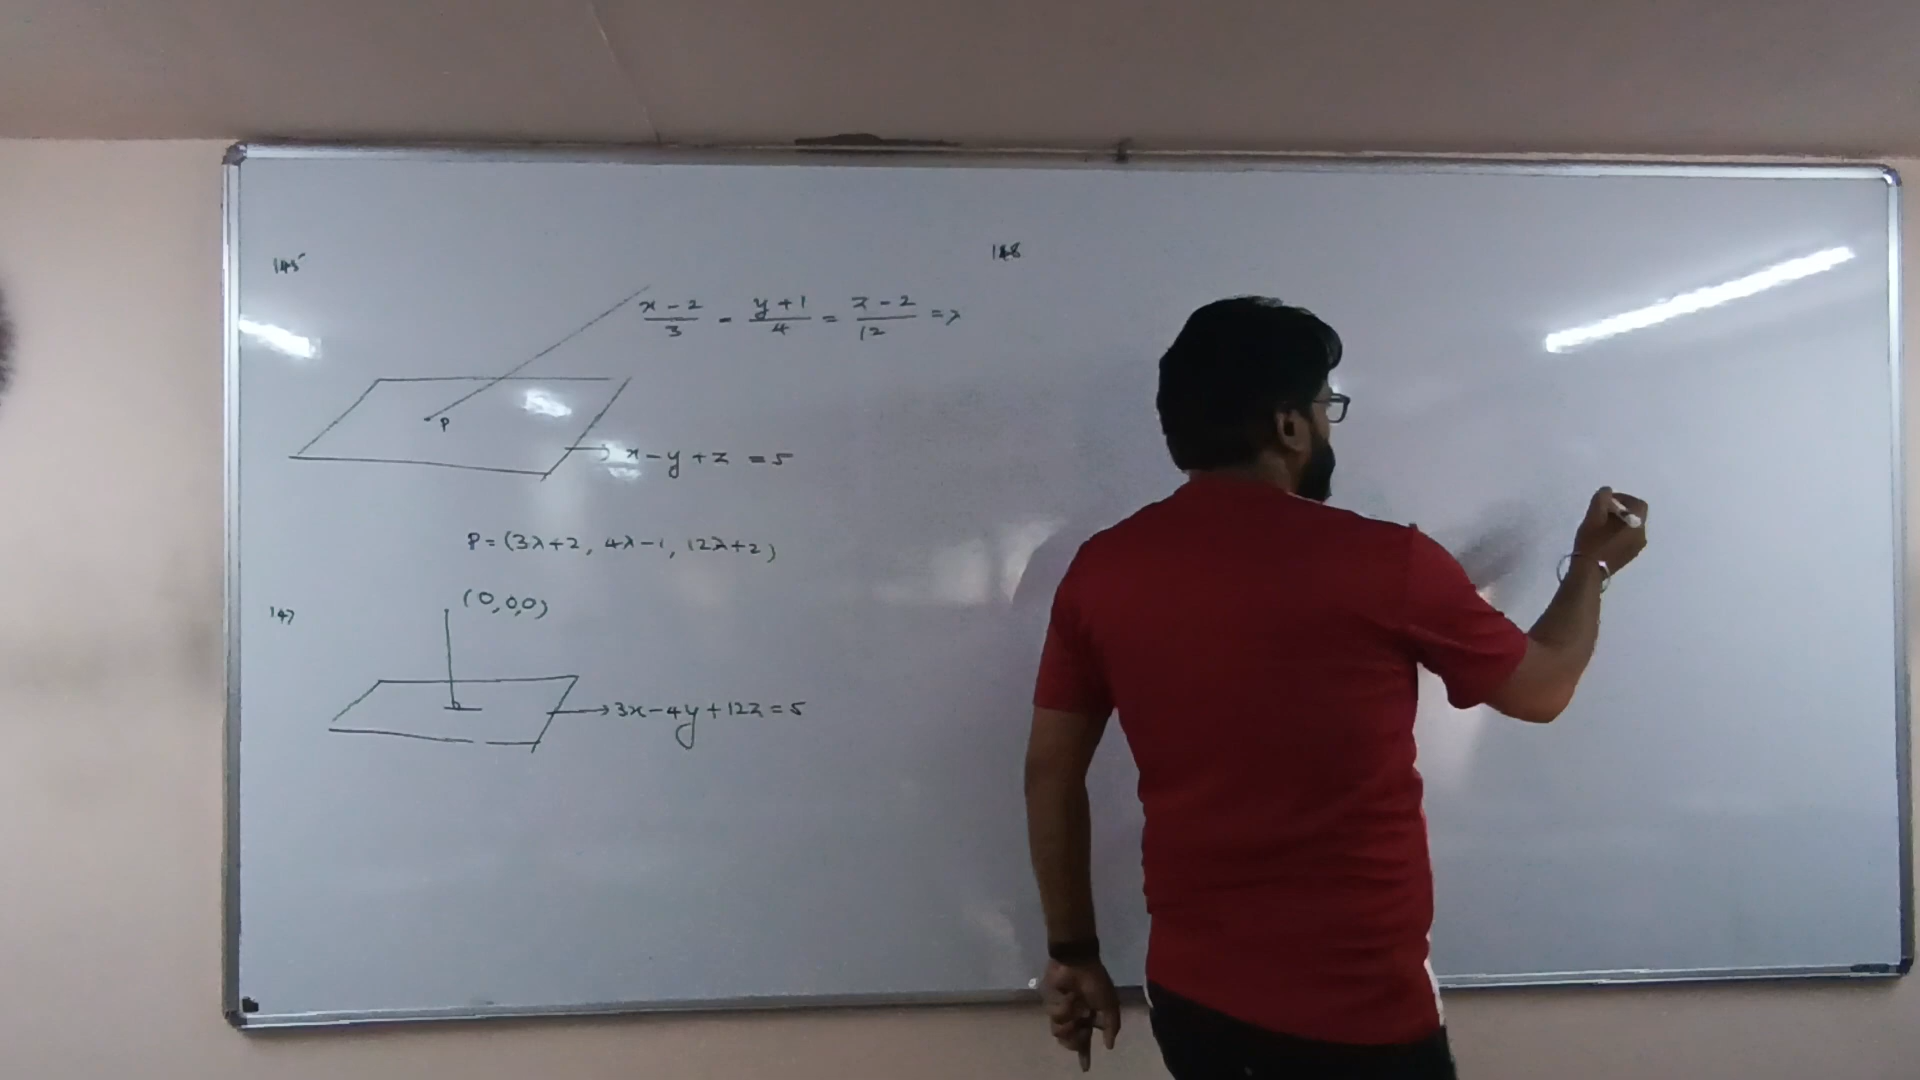 145
x-2/3 = y+1/4 = z-2/12 = λ
P
x-y+z = 5
P = (3λ+2, 4λ-1, 12λ+2)
147
(0,0,0)
3x-4y+12z = 5
148